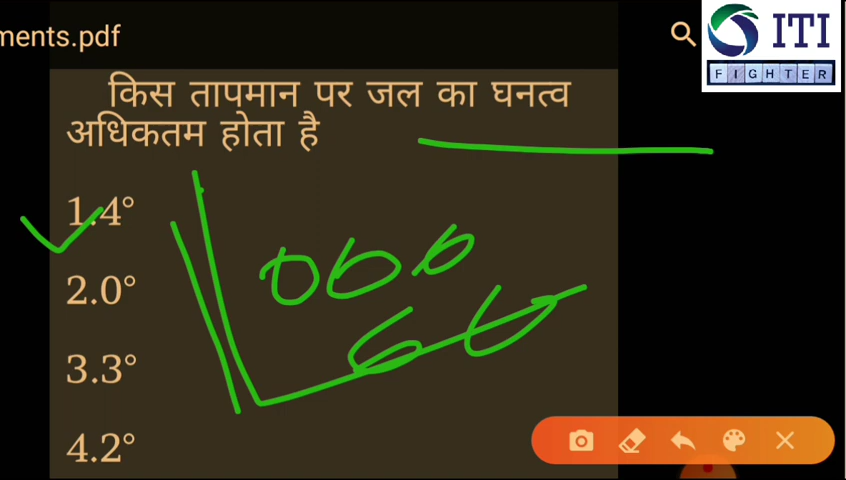 ments.pdf
ITI
FIGHTER
किस तापमान पर जल का घनत्व
अधिकतम होता है
1.4°
2.0°
3.3°
4.2°